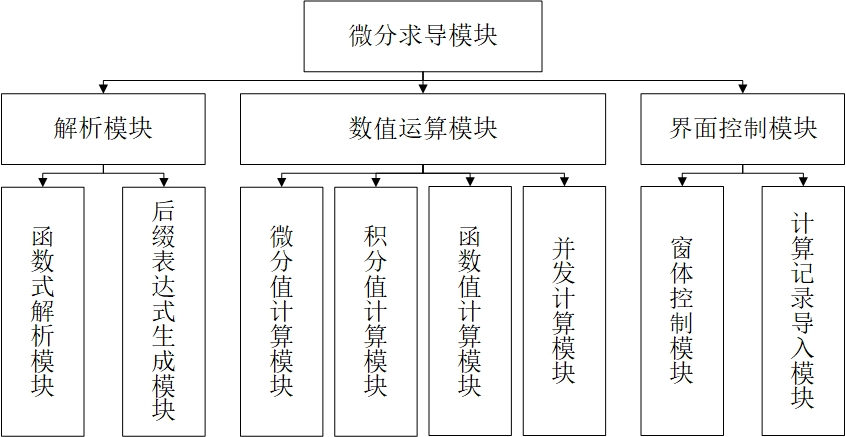 微分求导模块
解析模块
数值运算模块
界面控制模块
函数式解析模块
后缀表达式生成模块
微分值计算模块
积分值计算模块
函数值计算模块
并发计算模块
窗体控制模块
计算记录导入模块